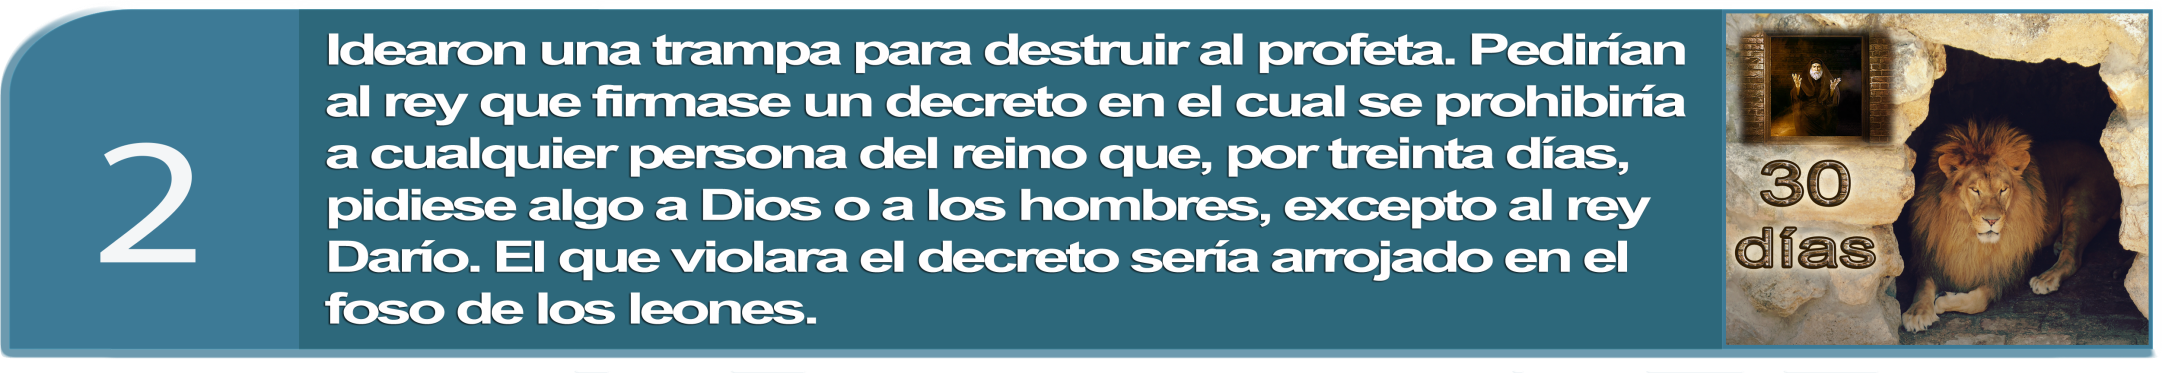 2
Idearon una trampa para destruir al profeta. Pedirían
al rey que firmase un decreto en el cual se prohibiría
a cualquier persona del reino que, por treinta días,
pidiese algo a Dios o a los hombres, excepto al rey
Darío. El que violara el decreto sería arrojado en el
foso de los leones.
30
días